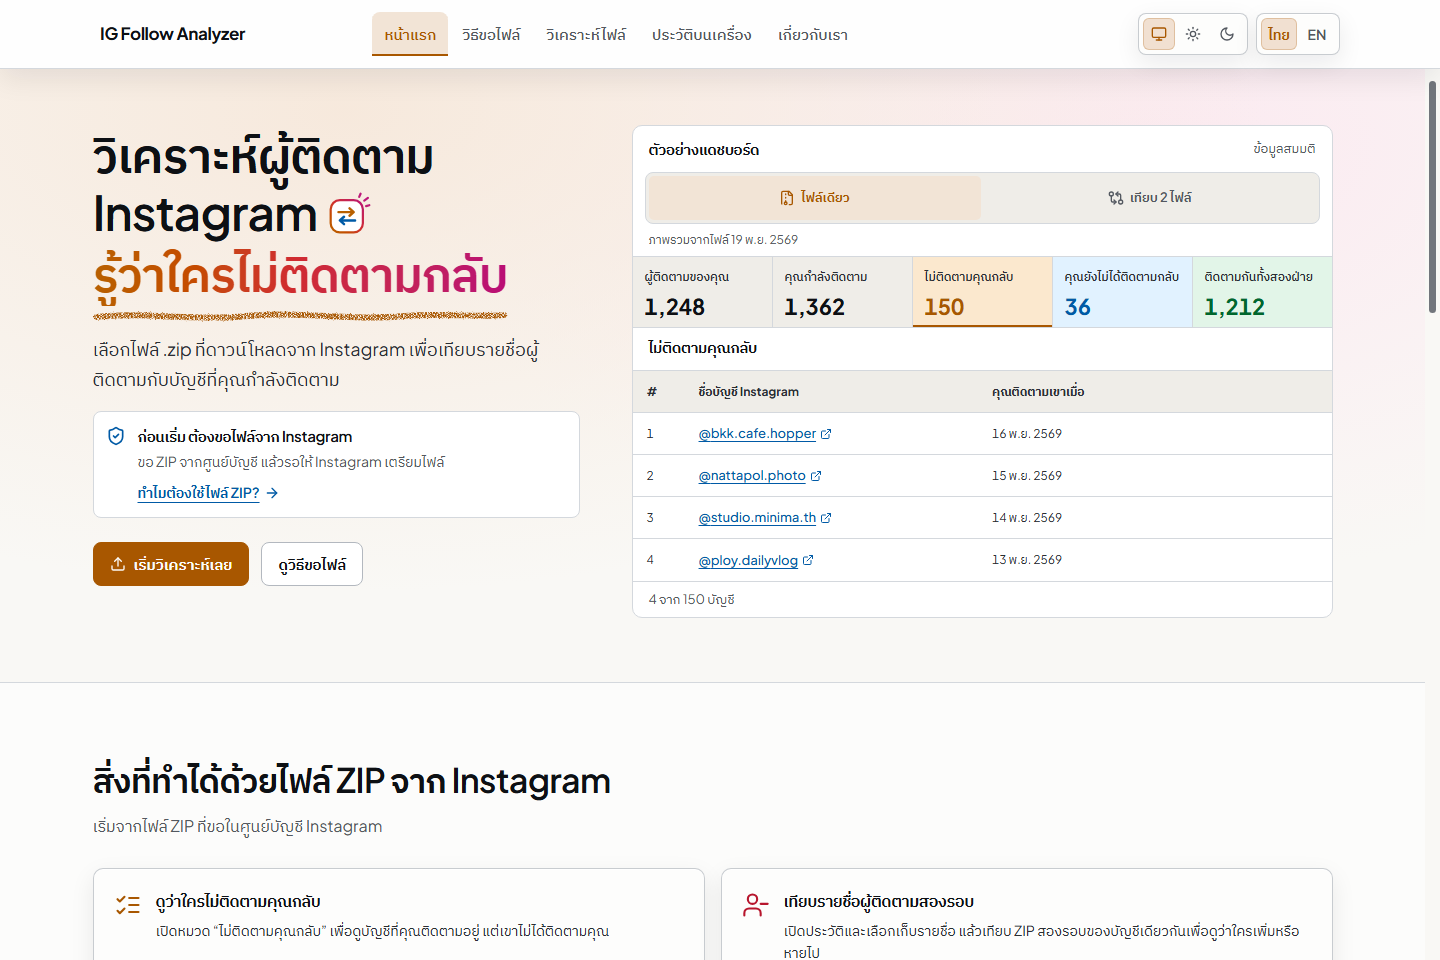 IG Follow Analyzer
หน้าแรก
วิธีขอไฟล์
วิเคราะห์ไฟล์
ประวัติบนเครื่อง
เกี่ยวกับเรา
ไทย
EN
วิเคราะห์ผู้ติดตาม
Instagram
รู้ว่าใครไม่ติดตามกลับ
เลือกไฟล์ .zip ที่ดาวน์โหลดจาก Instagram เพื่อเทียบรายชื่อผู้
ติดตามกับบัญชีที่คุณกำลังติดตาม
ก่อนเริ่ม ต้องขอไฟล์จาก Instagram
ขอ ZIP จากศูนย์บัญชี แล้วรอให้ Instagram เตรียมไฟล์
ทำไมต้องใช้ไฟล์ ZIP?
เริ่มวิเคราะห์เลย
ดูวิธีขอไฟล์
ตัวอย่างแดชบอร์ด
ข้อมูลสมมติ
ไฟล์เดียว
เทียบ 2 ไฟล์
ภาพรวมจากไฟล์ 19 พ.ย. 2569
ผู้ติดตามของคุณ
1,248
คุณกำลังติดตาม
1,362
ไม่ติดตามคุณกลับ
150
คุณยังไม่ได้ติดตามกลับ
36
ติดตามกันทั้งสองฝ่าย
1,212
ไม่ติดตามคุณกลับ
# ชื่อบัญชี Instagram คุณติดตามเขาเมื่อ
1 @bkk.cafe.hopper 16 พ.ย. 2569
2 @nattapol.photo 15 พ.ย. 2569
3 @studio.minima.th 14 พ.ย. 2569
4 @ploy.dailyvlog 13 พ.ย. 2569
4 จาก 150 บัญชี
สิ่งที่ทำได้ด้วยไฟล์ ZIP จาก Instagram
เริ่มจากไฟล์ ZIP ที่ขอในศูนย์บัญชี Instagram
ดูว่าใครไม่ติดตามคุณกลับ
เปิดหมวด “ไม่ติดตามคุณกลับ” เพื่อดูบัญชีที่คุณติดตามอยู่ แต่เขาไม่ได้ติดตามคุณ
เทียบรายชื่อผู้ติดตามสองรอบ
เปิดประวัติและเลือกเก็บรายชื่อ แล้วเทียบ ZIP สองรอบของบัญชีเดียวกันเพื่อดูว่าใครเพิ่มหรือ
หายไป